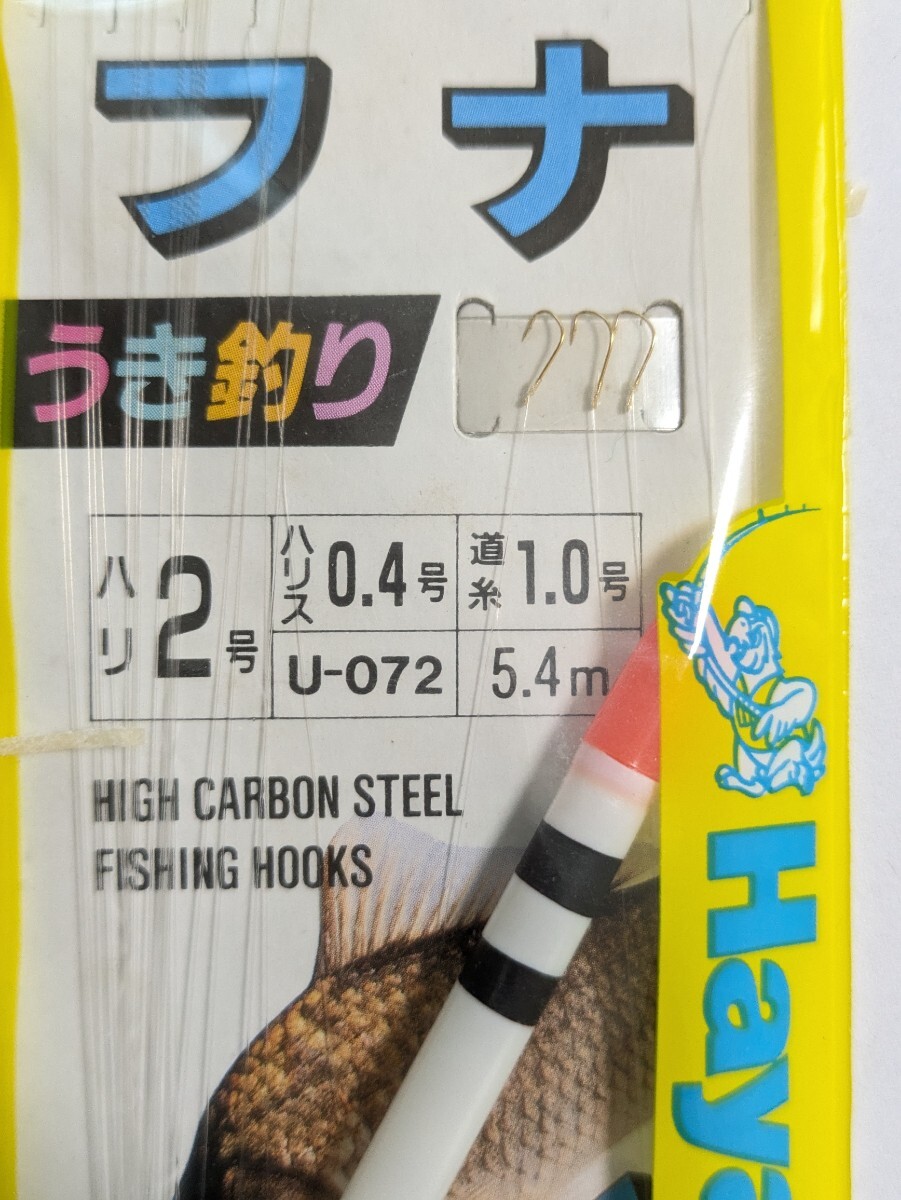 フナ
うき釣り
ハリ 2号
ハリス 0.4号
道糸 1.0号
U-072
5.4m
HIGH CARBON STEEL
FISHING HOOKS